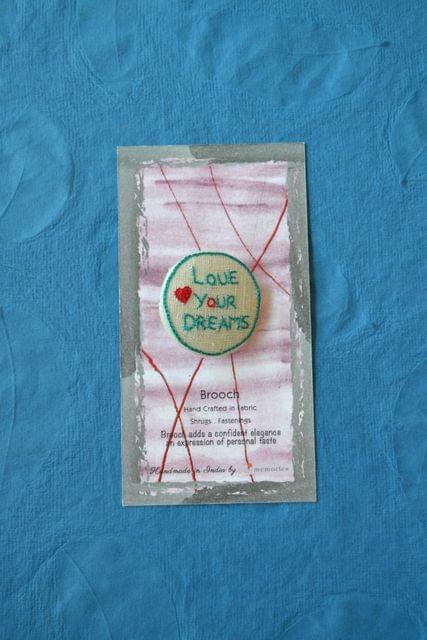 LOVE
YOUR
DREAMS
Brooch
Hand Crafted in Fabric
Shrugs . Fastenings
Brooch adds a confident elegance
an expression of personal taste
Handmade in India by memories